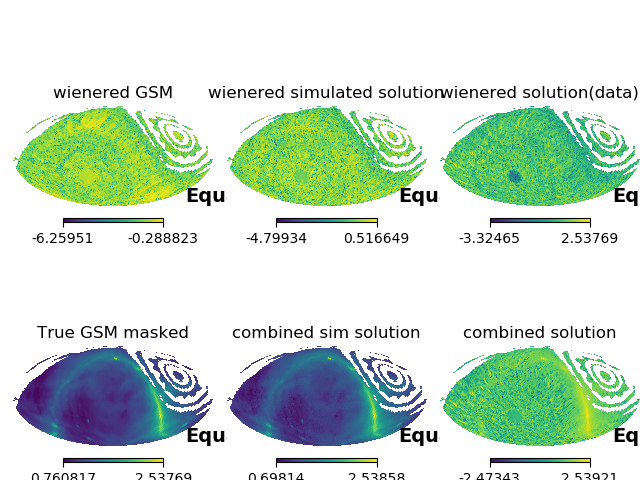 wienered GSM
wienered simulated solution
wienered solution(data)
Equ
Equ
Eq
-6.25951 -0.288823
-4.79934 0.516649
-3.32465 2.53769
True GSM masked
combined sim solution
combined solution
Equ
Equ
Eq
0.760817 2.53769
0.69814 2.53858
-2.47343 2.53921